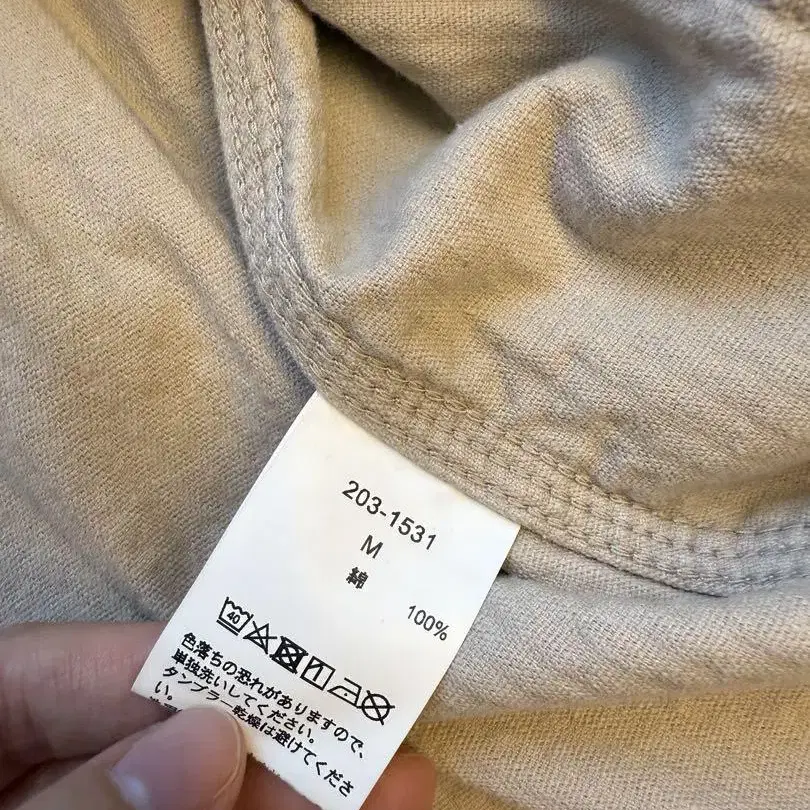 203-1531
M
綿
100%
40
色落ちの恐れがありますので、
単独洗いしてください。
タンブラー乾燥は避けてくださ
い。